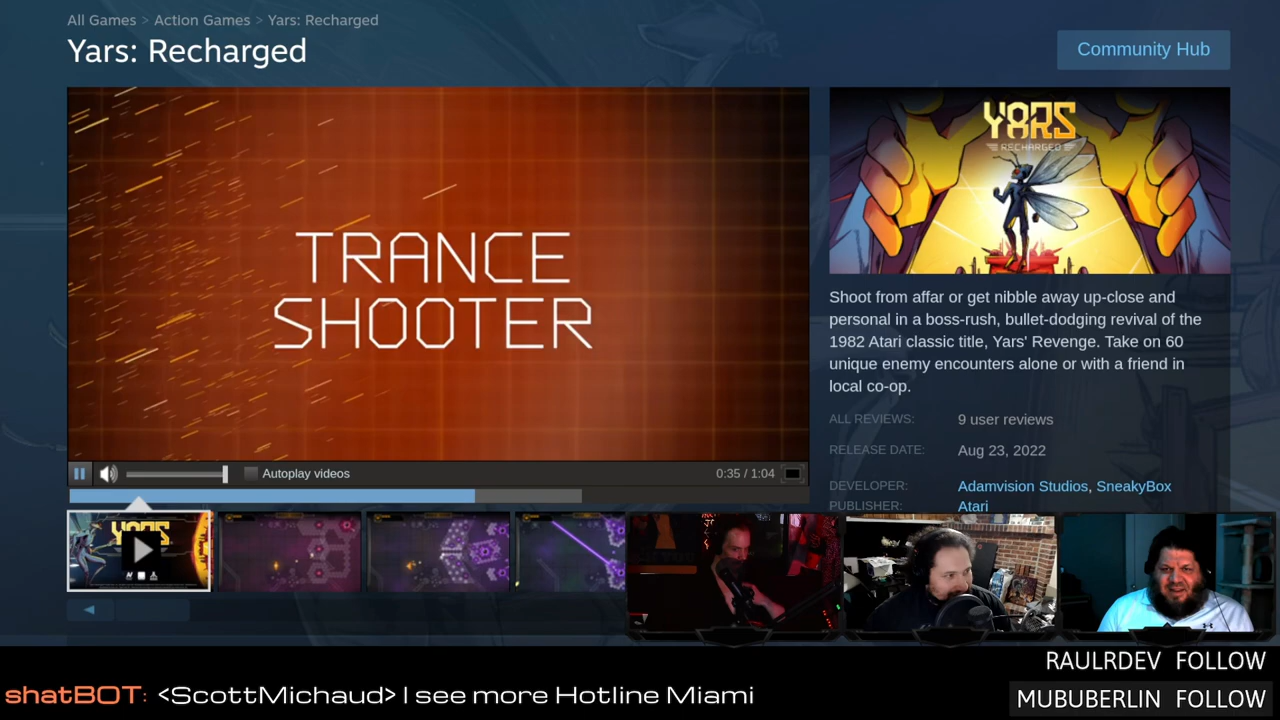 All Games > Action Games > Yars: Recharged
Yars: Recharged
Community Hub
TRANCE
SHOOTER
YARS
RECHARGED
Shoot from affar or get nibble away up-close and
personal in a boss-rush, bullet-dodging revival of the
1982 Atari classic title, Yars' Revenge. Take on 60
unique enemy encounters alone or with a friend in
local co-op.
ALL REVIEWS: 9 user reviews
RELEASE DATE: Aug 23, 2022
DEVELOPER: Adamvision Studios, SneakyBox
PUBLISHER: Atari
Autoplay videos
0:35 / 1:04
YARS
RAULRDEV FOLLOW
shatBOT: <ScottMichaud> I see more Hotline Miami
MUBUBERLIN FOLLOW